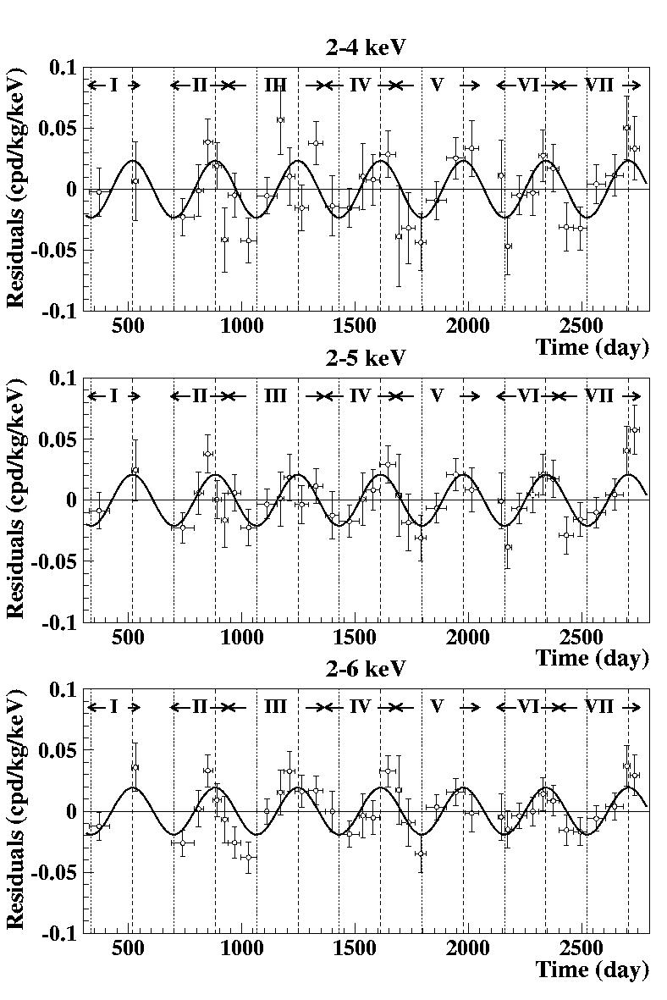 2-4 keV
Residuals (cpd/kg/keV)
0.1
0.05
0
-0.05
-0.1
I II III IV V VI VII
500 1000 1500 2000 2500
Time (day)
2-5 keV
Residuals (cpd/kg/keV)
0.1
0.05
0
-0.05
-0.1
I II III IV V VI VII
500 1000 1500 2000 2500
Time (day)
2-6 keV
Residuals (cpd/kg/keV)
0.1
0.05
0
-0.05
-0.1
I II III IV V VI VII
500 1000 1500 2000 2500
Time (day)